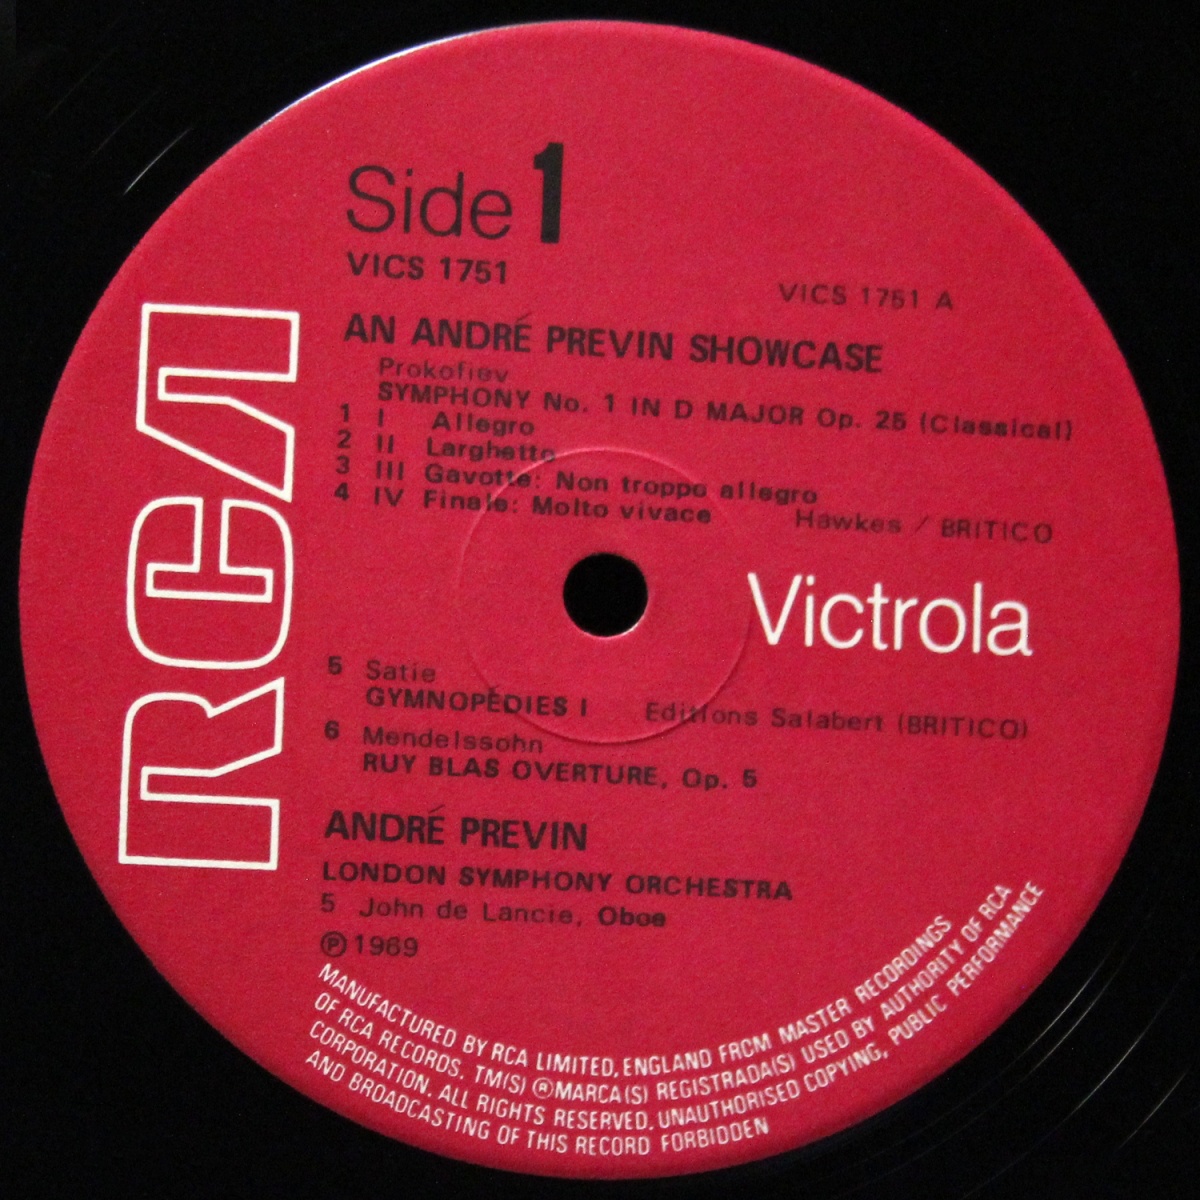 Side 1
VICS 1751
VICS 1751 A
AN ANDRÉ PREVIN SHOWCASE
Prokofiev
SYMPHONY No. 1 IN D MAJOR Op. 25 (Classical)
1 I Allegro
2 II Larghetto
3 III Gavotte: Non troppo allegro
4 IV Finale: Molto vivace
Hawkes / BRITICO
RCA
Victrola
5 Satie
GYMNOPÉDIES I Editions Salabert (BRITICO)
6 Mendelssohn
RUY BLAS OVERTURE, Op. 5
ANDRÉ PREVIN
LONDON SYMPHONY ORCHESTRA
5 John de Lancie, Oboe
℗ 1969
MANUFACTURED BY RCA LIMITED, ENGLAND FROM MASTER RECORDINGS
OF RCA RECORDS. TM(S) ® MARCA(S) REGISTRADA(S) USED BY AUTHORITY OF RCA
CORPORATION. ALL RIGHTS RESERVED. UNAUTHORISED COPYING, PUBLIC PERFORMANCE
AND BROADCASTING OF THIS RECORD FORBIDDEN